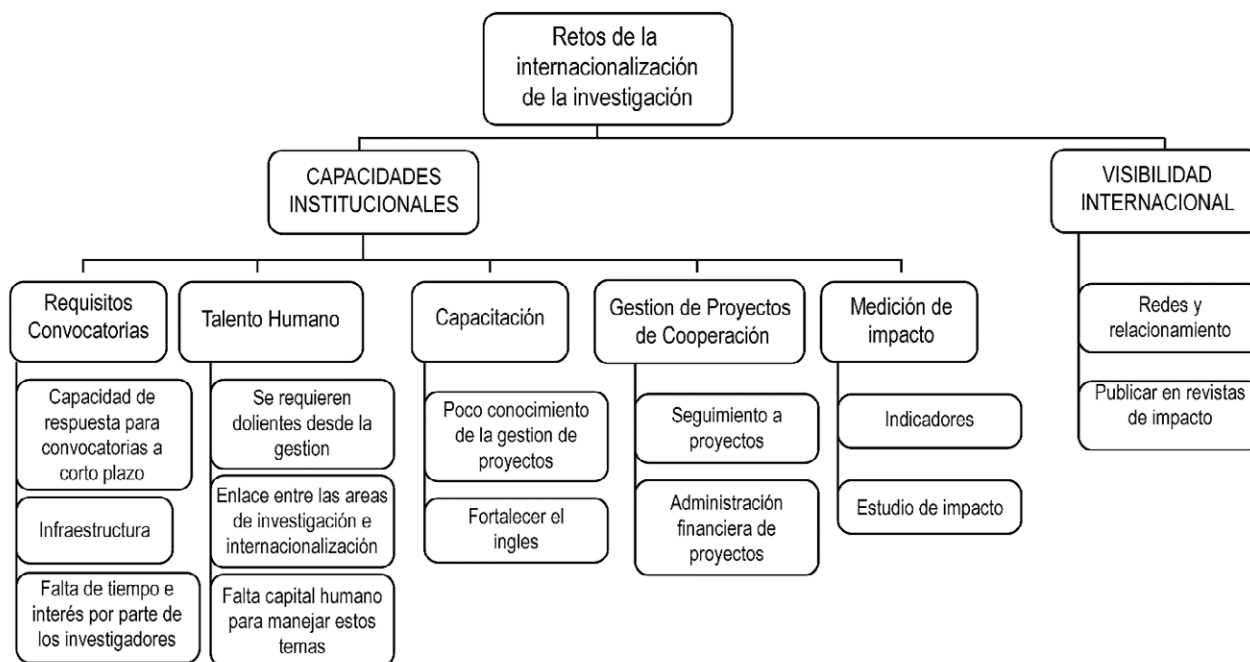 Retos de la
internacionalización
de la investigación
CAPACIDADES
INSTITUCIONALES
VISIBILIDAD
INTERNACIONAL
Requisitos
Convocatorias
Talento Humano
Capacitación
Gestion de Proyectos
de Cooperación
Medición de
impacto
Redes y
relacionamiento
Capacidad de
respuesta para
convocatorias a
corto plazo
Se requieren
dolientes desde la
gestion
Poco conocimiento
de la gestion de
proyectos
Seguimiento a
proyectos
Indicadores
Publicar en revistas
de impacto
Infraestructura
Enlace entre las areas
de investigación e
internacionalización
Fortalecer el
ingles
Administración
financiera de
proyectos
Estudio de impacto
Falta de tiempo e
interés por parte de
los investigadores
Falta capital humano
para manejar estos
temas